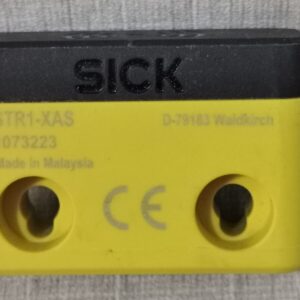 SICK
STR1-XAS
D-79183 Waldkirch
1073223
Made in Malaysia
CE